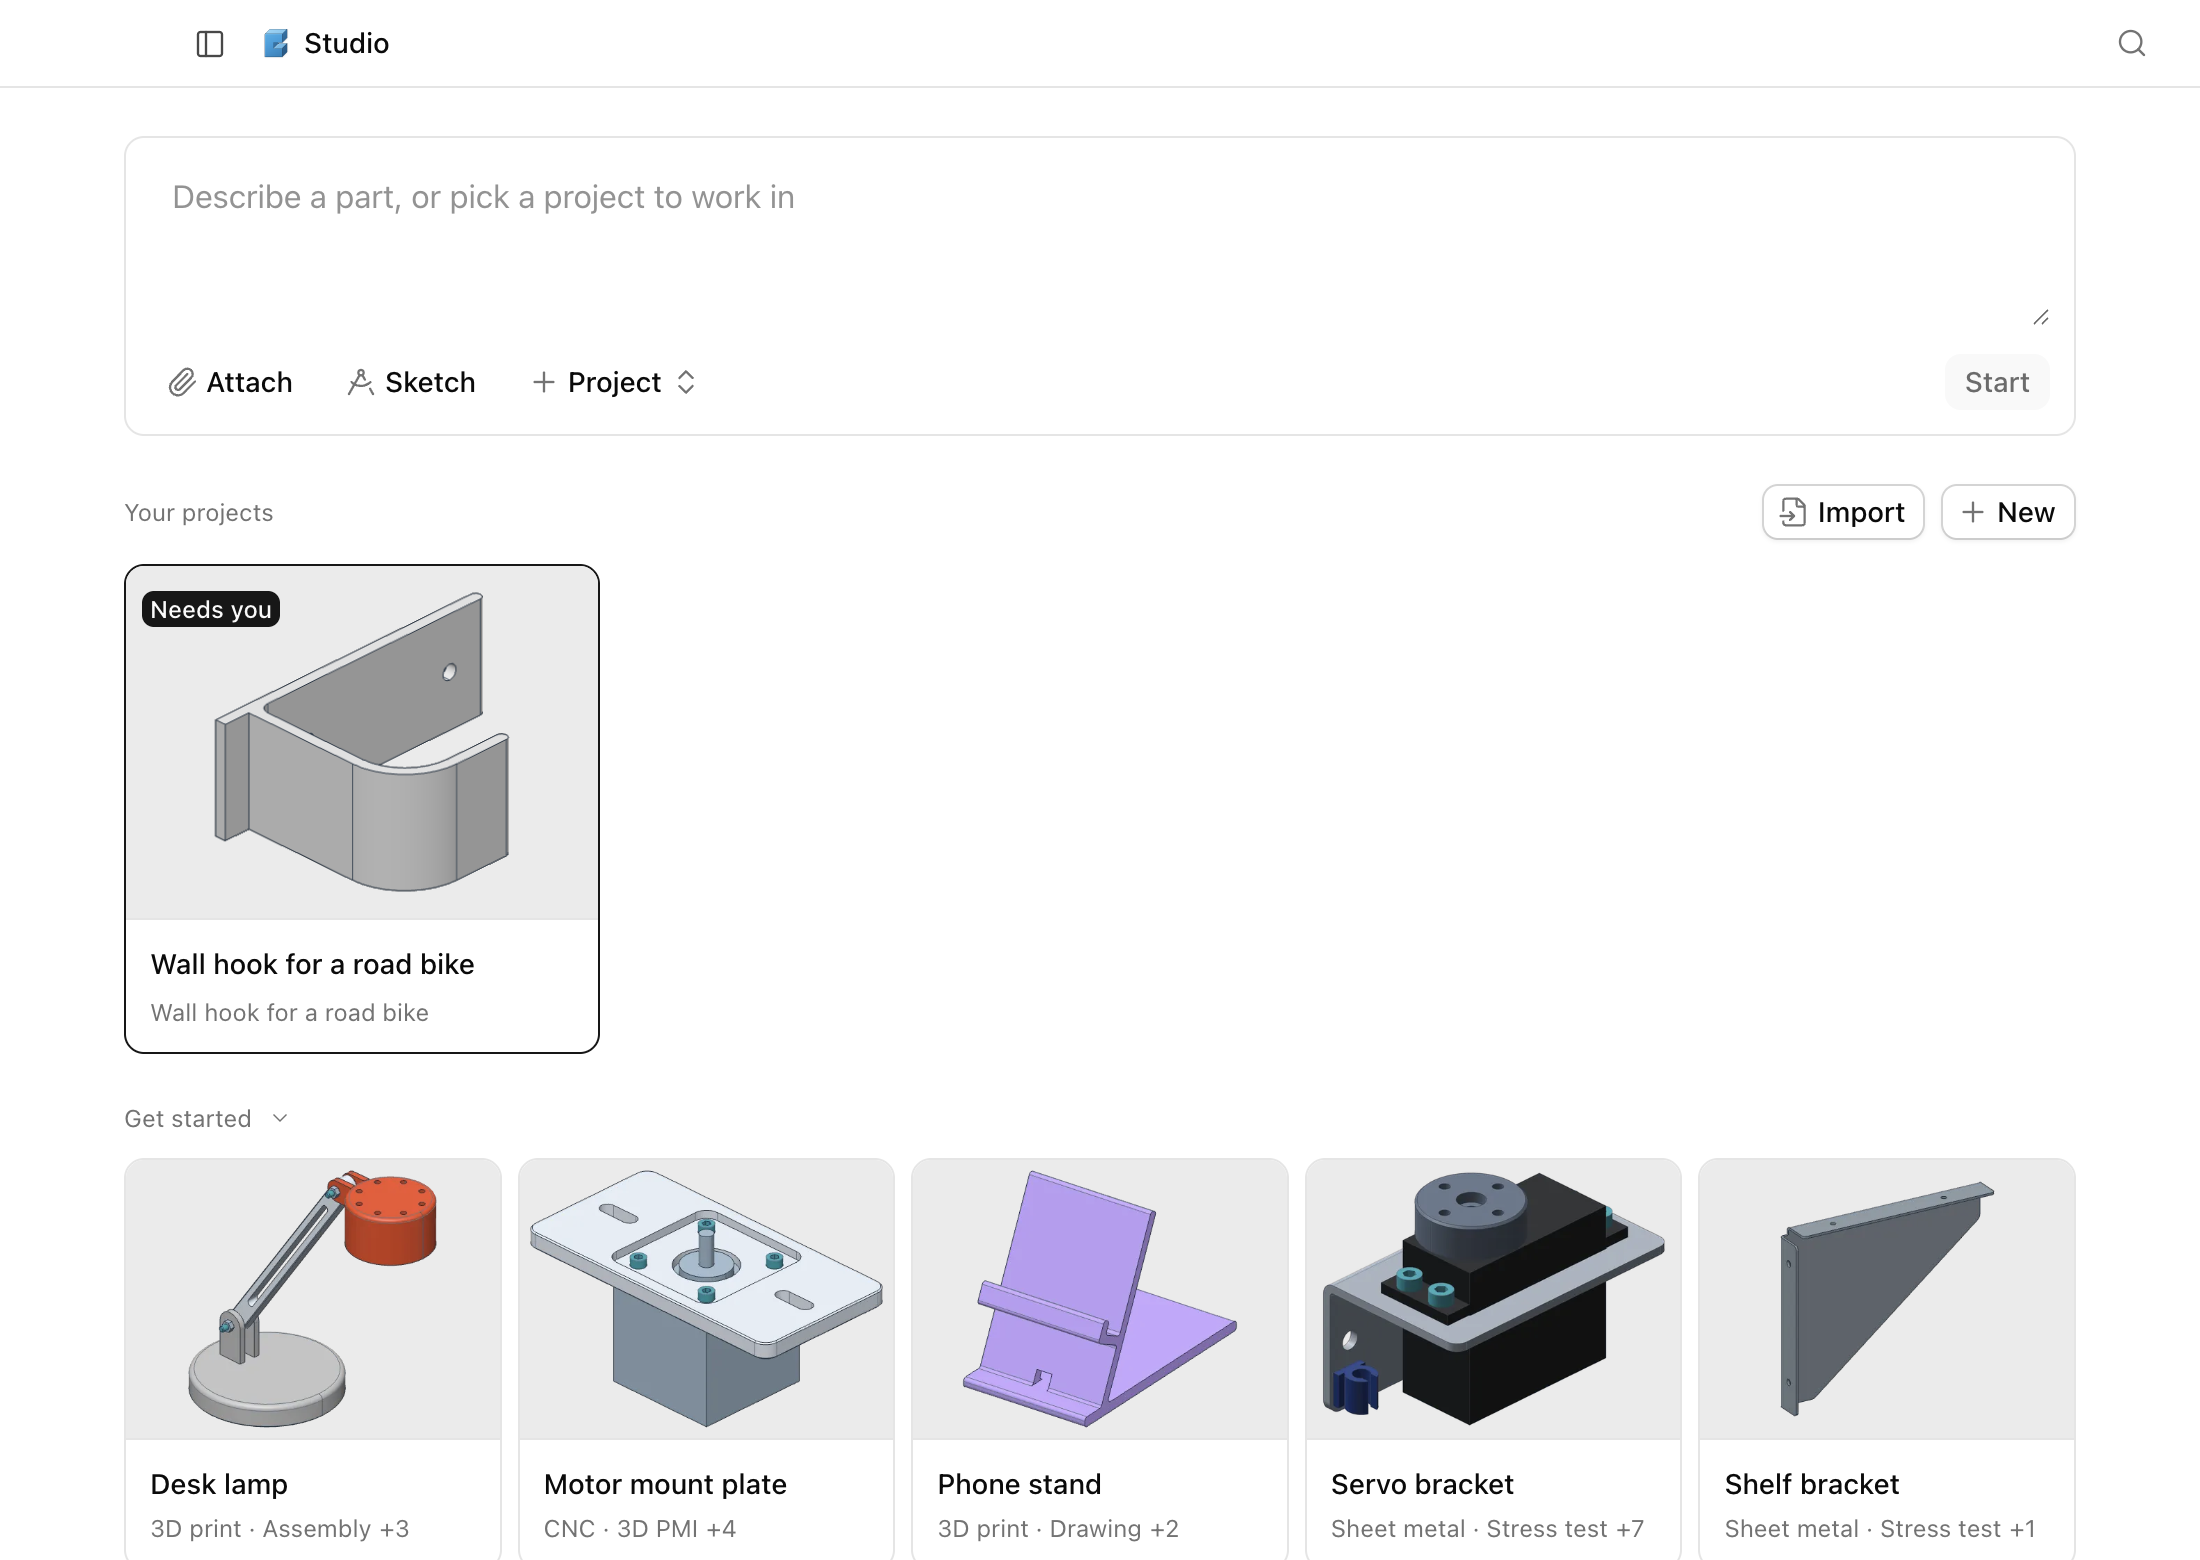 Studio
Describe a part, or pick a project to work in
Attach
Sketch
Project
Start
Your projects
Import
New
Needs you
Wall hook for a road bike
Wall hook for a road bike
Get started
Desk lamp
3D print · Assembly +3
Motor mount plate
CNC · 3D PMI +4
Phone stand
3D print · Drawing +2
Servo bracket
Sheet metal · Stress test +7
Shelf bracket
Sheet metal · Stress test +1